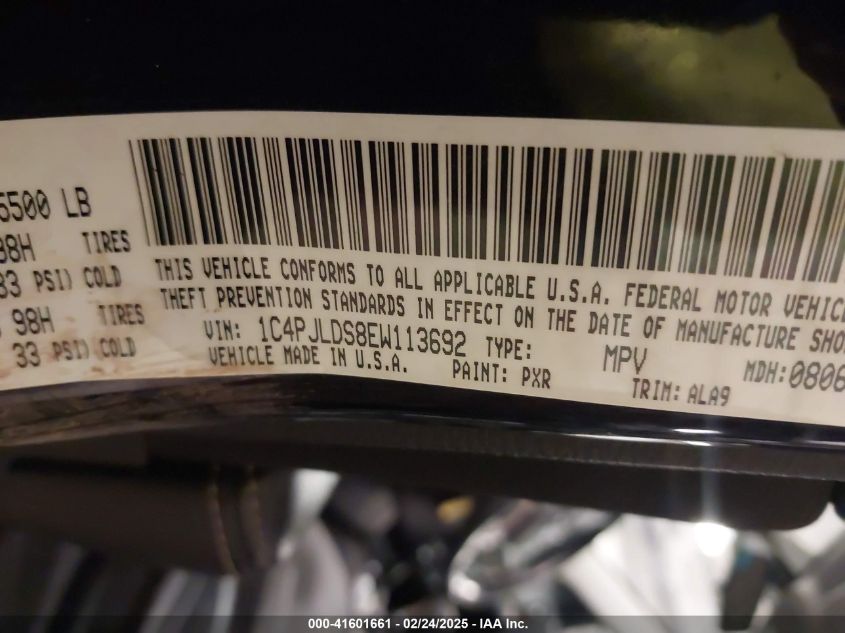 5500 LB
98H TIRES
33 PSI) COLD
98H TIRES
33 PSI) COLD
THIS VEHICLE CONFORMS TO ALL APPLICABLE U.S.A. FEDERAL MOTOR VEHICL
THEFT PREVENTION STANDARDS IN EFFECT ON THE DATE OF MANUFACTURE SHO
VIN: 1C4PJLDS8EW113692 TYPE: MPV MDH:0806
VEHICLE MADE IN U.S.A. PAINT: PXR TRIM: ALA9
000-41601661 - 02/24/2025 - IAA Inc.